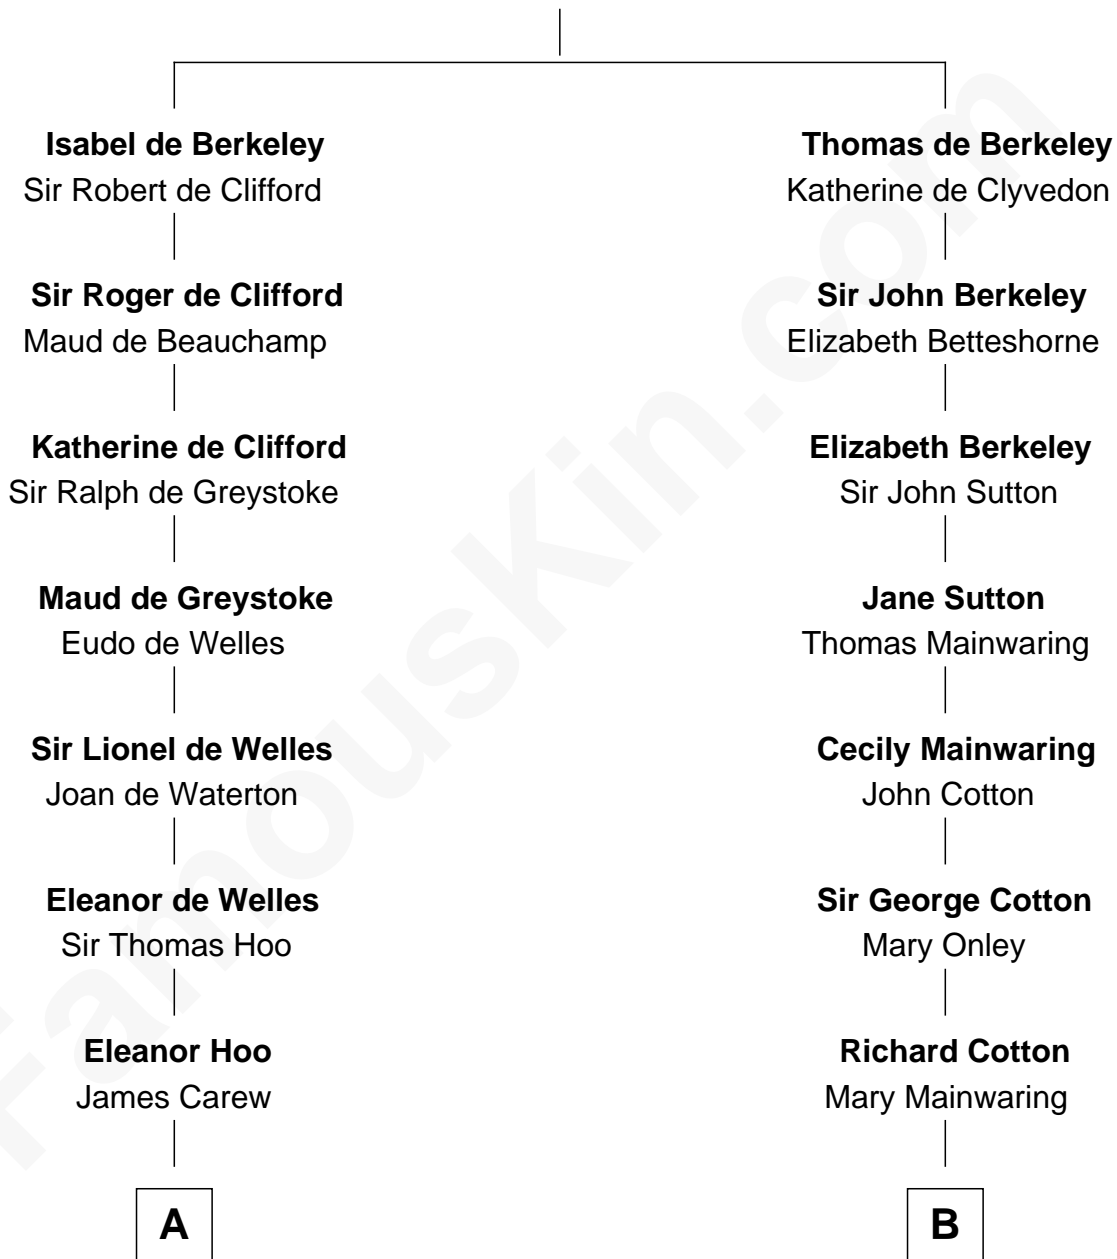 Isabel de Berkeley
Sir Robert de Clifford
Sir Roger de Clifford
Maud de Beauchamp
Katherine de Clifford
Sir Ralph de Greystoke
Maud de Greystoke
Eudo de Welles
Sir Lionel de Welles
Joan de Waterton
Eleanor de Welles
Sir Thomas Hoo
Eleanor Hoo
James Carew
A
Thomas de Berkeley
Katherine de Clyvedon
Sir John Berkeley
Elizabeth Betteshorne
Elizabeth Berkeley
Sir John Sutton
Jane Sutton
Thomas Mainwaring
Cecily Mainwaring
John Cotton
Sir George Cotton
Mary Onley
Richard Cotton
Mary Mainwaring
B
FamousKin.com